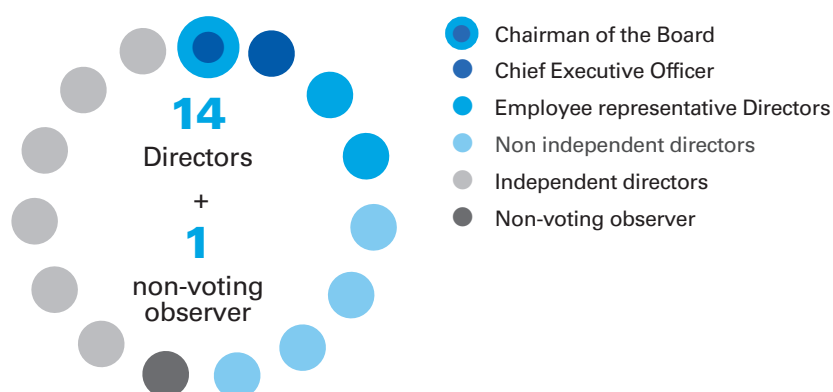 14
Directors
+
1
non-voting
observer
Chairman of the Board
Chief Executive Officer
Employee representative Directors
Non independent directors
Independent directors
Non-voting observer